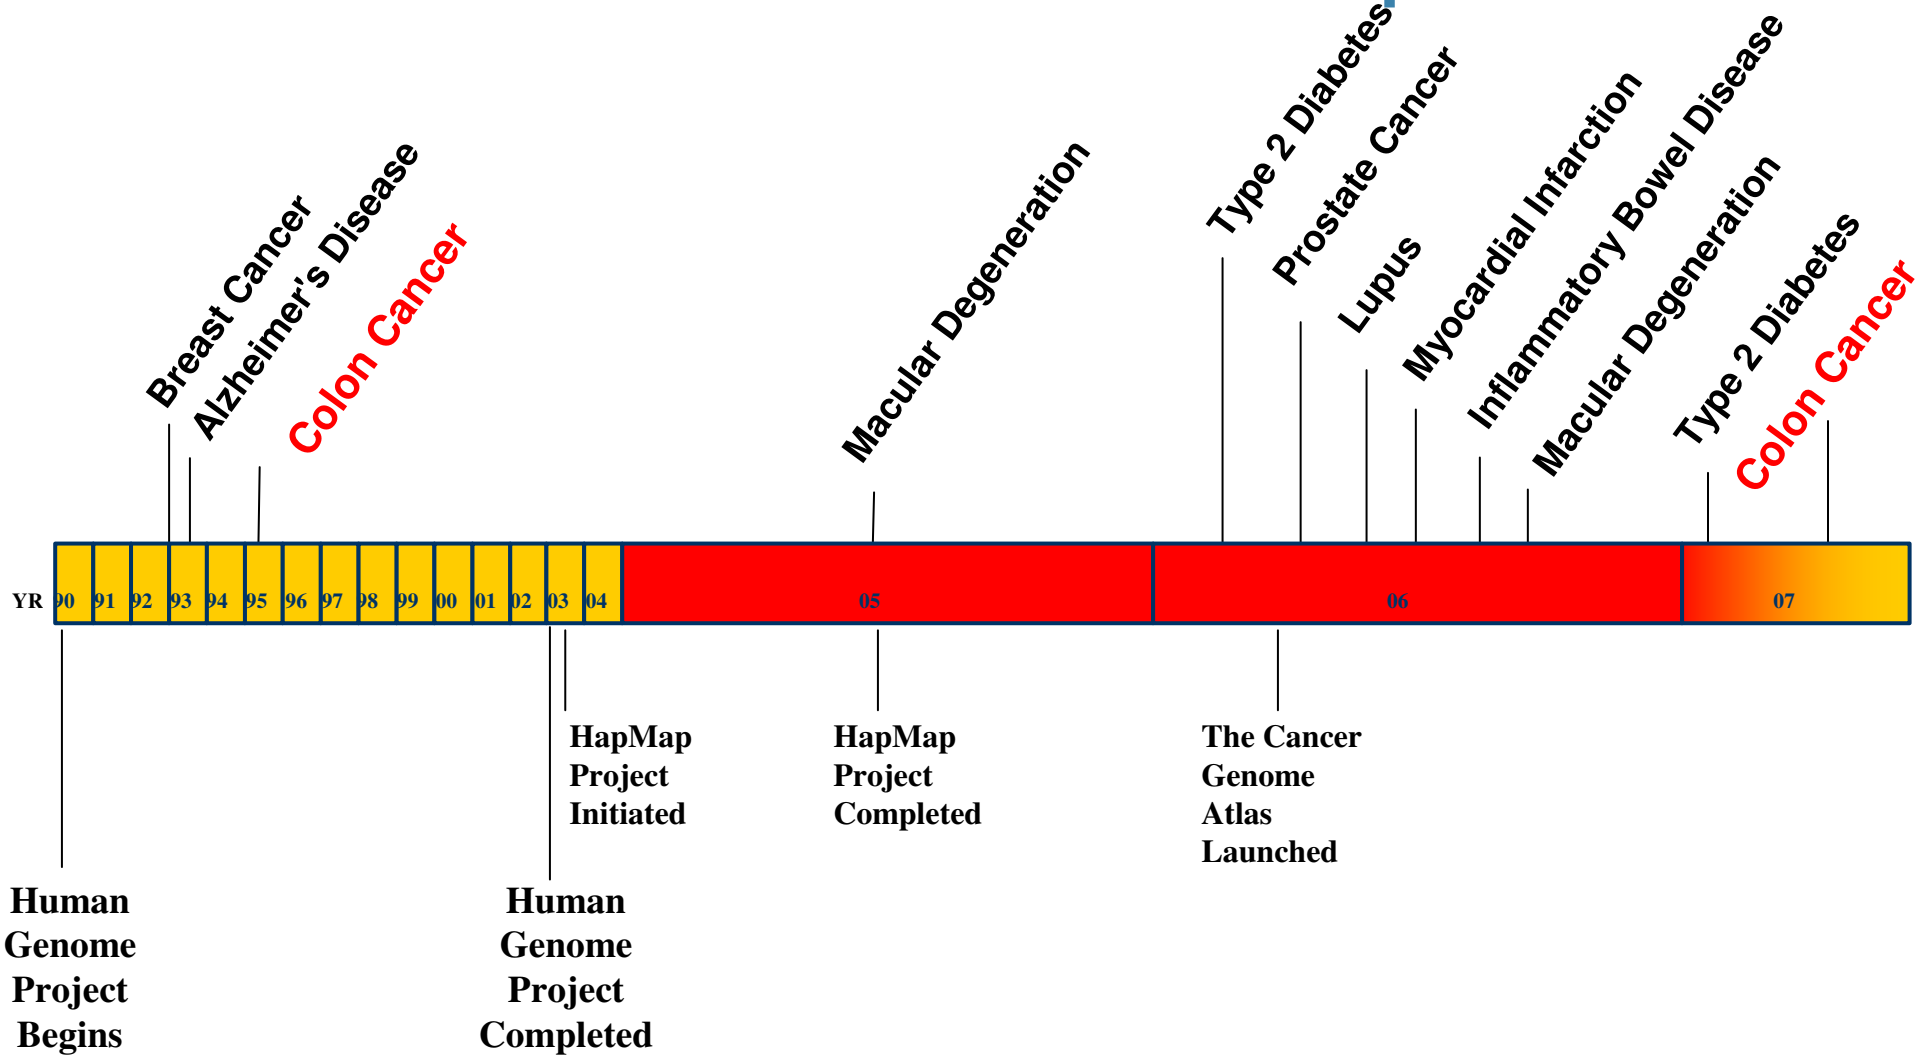 Breast Cancer
Alzheimer's Disease
Colon Cancer
Macular Degeneration
Type 2 Diabetes
Prostate Cancer
Lupus
Myocardial Infarction
Inflammatory Bowel Disease
Macular Degeneration
Type 2 Diabetes
Colon Cancer
YR 90 91 92 93 94 95 96 97 98 99 00 01 02 03 04 05 06 07
HapMap
Project
Initiated
HapMap
Project
Completed
The Cancer
Genome
Atlas
Launched
Human
Genome
Project
Begins
Human
Genome
Project
Completed